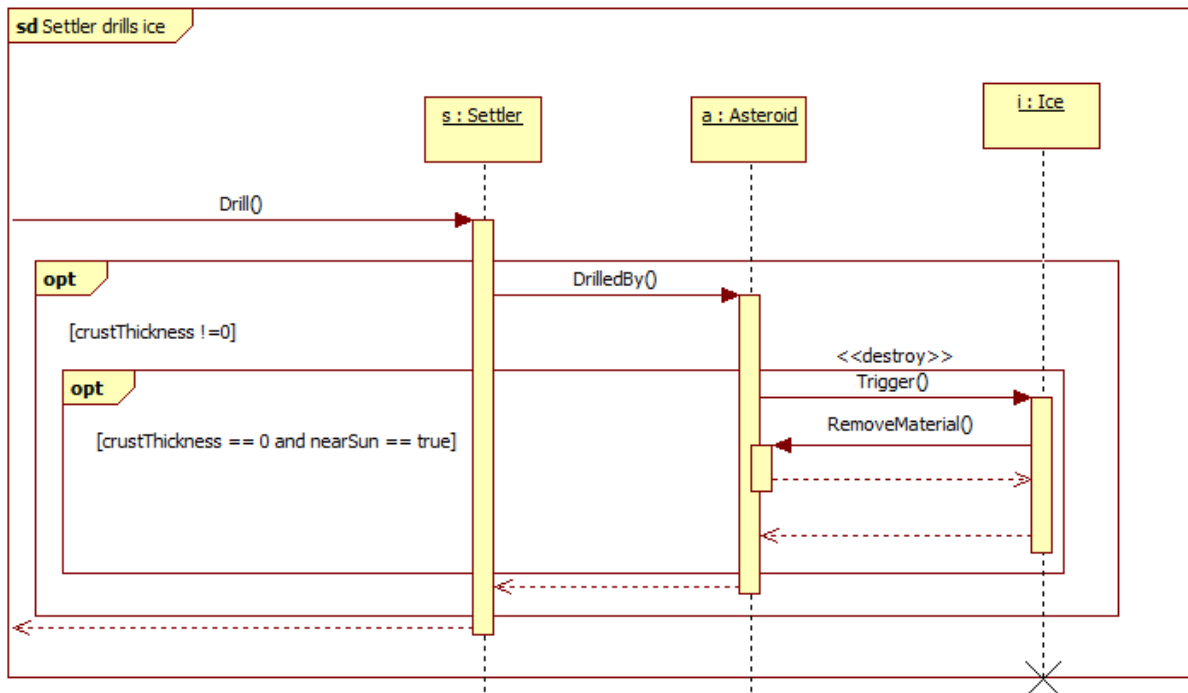 sd Settler drills ice
s : Settler
a : Asteroid
i : Ice
Drill()
opt
DrilledBy()
[crustThickness !=0]
<<destroy>>
opt
Trigger()
RemoveMaterial()
[crustThickness == 0 and nearSun == true]